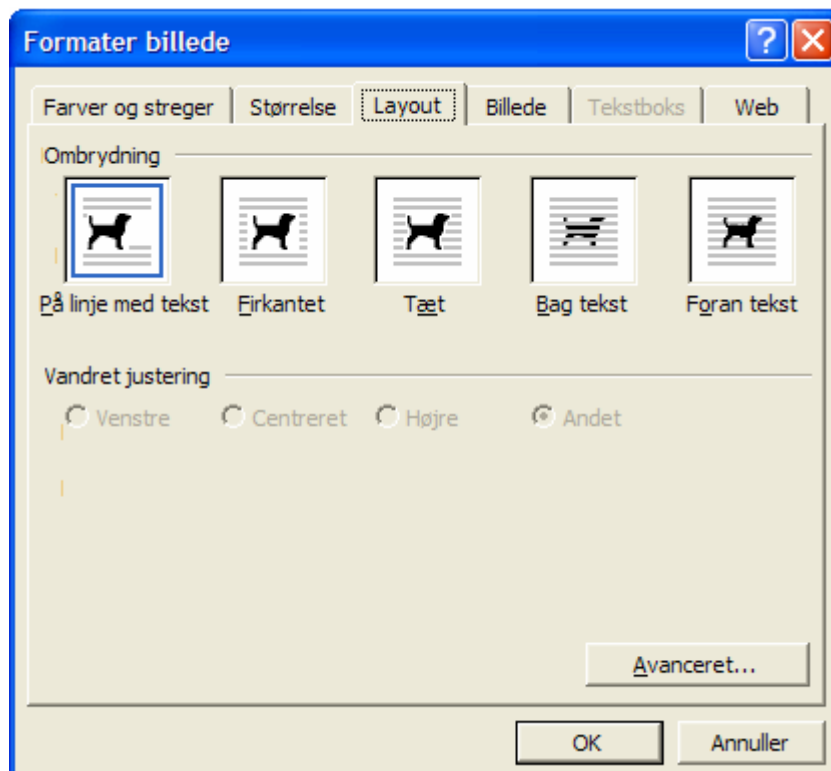 Formater billede
Farver og streger Størrelse Layout Billede Tekstboks Web
Ombrydning
På linje med tekst Firkantet Tæt Bag tekst Foran tekst
Vandret justering
Venstre Centreret Højre Andet
Avanceret...
OK Annuller